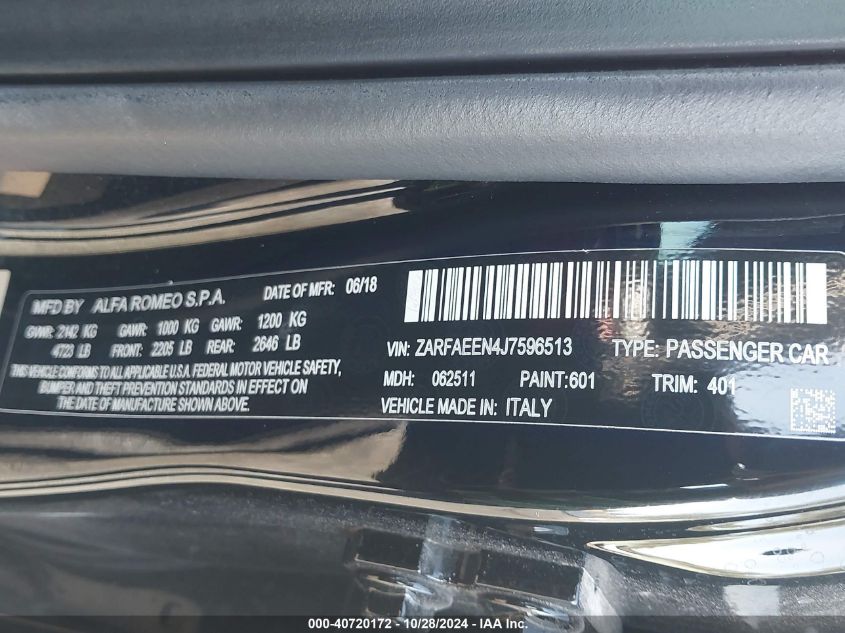 MFD BY ALFA ROMEO S.P.A. DATE OF MFR: 06/18
GVWR: 2142 KG GAWR: 1000 KG GAWR: 1200 KG
4723 LB FRONT: 2205 LB REAR: 2646 LB
THIS VEHICLE CONFORMS TO ALL APPLICABLE U.S.A. FEDERAL MOTOR VEHICLE SAFETY,
BUMPER AND THEFT PREVENTION STANDARDS IN EFFECT ON
THE DATE OF MANUFACTURE SHOWN ABOVE.
VIN: ZARFAEEN4J7596513 TYPE: PASSENGER CAR
MDH: 062511 PAINT:601 TRIM: 401
VEHICLE MADE IN: ITALY
000-40720172 - 10/28/2024 - IAA Inc.